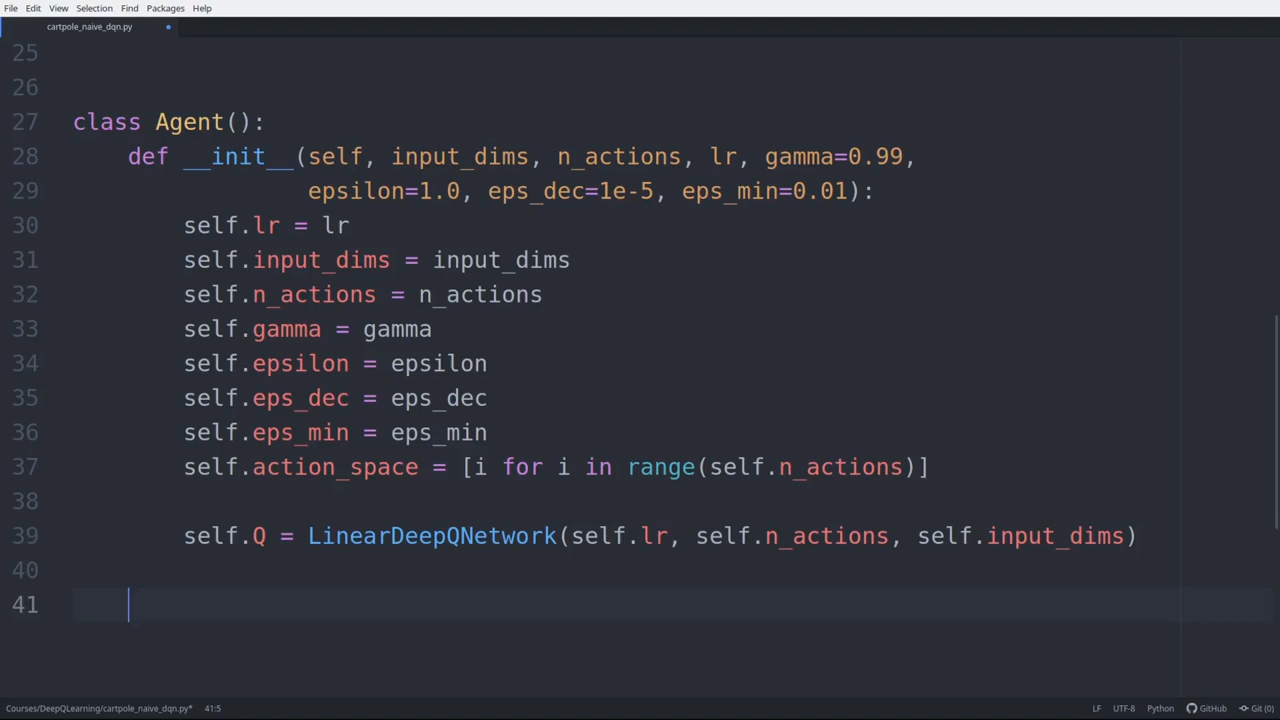 File Edit View Selection Find Packages Help
cartpole_naive_dqn.py
25
26
27 class Agent():
28     def __init__(self, input_dims, n_actions, lr, gamma=0.99,
29                  epsilon=1.0, eps_dec=1e-5, eps_min=0.01):
30         self.lr = lr
31         self.input_dims = input_dims
32         self.n_actions = n_actions
33         self.gamma = gamma
34         self.epsilon = epsilon
35         self.eps_dec = eps_dec
36         self.eps_min = eps_min
37         self.action_space = [i for i in range(self.n_actions)]
38
39         self.Q = LinearDeepQNetwork(self.lr, self.n_actions, self.input_dims)
40
41
Courses/DeepQLearning/cartpole_naive_dqn.py* 41:5 LF UTF-8 Python GitHub Git (0)